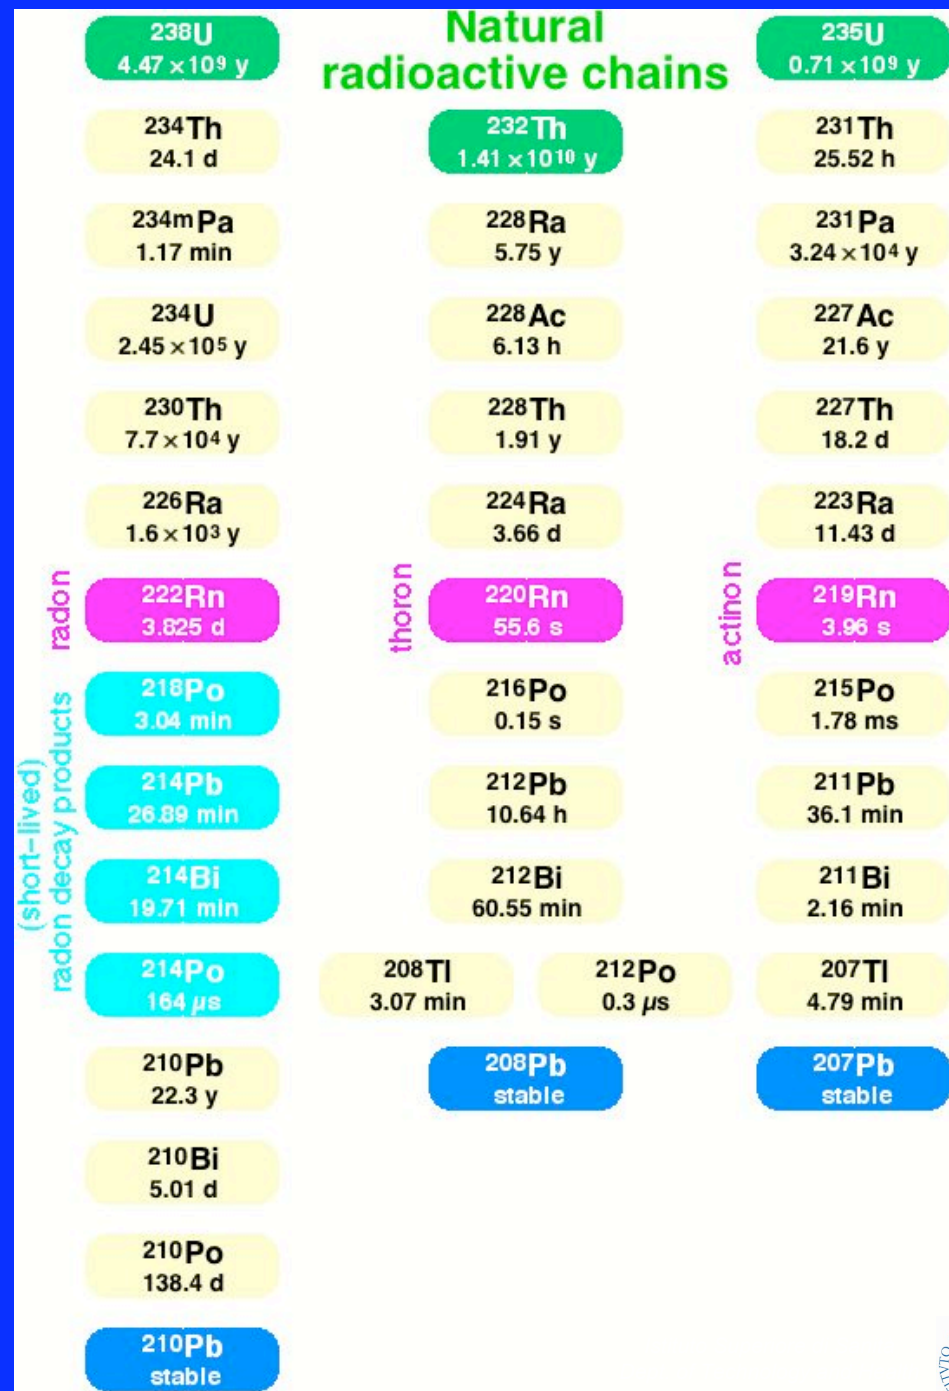 Natural
radioactive chains
238U
4.47 × 10⁹ y
234Th
24.1 d
234mPa
1.17 min
234U
2.45 × 10⁵ y
230Th
7.7 × 10⁴ y
226Ra
1.6 × 10³ y
radon
222Rn
3.825 d
(short-lived)
radon decay products
218Po
3.04 min
214Pb
26.89 min
214Bi
19.71 min
214Po
164 µs
210Pb
22.3 y
210Bi
5.01 d
210Po
138.4 d
210Pb
stable
232Th
1.41 × 10¹⁰ y
228Ra
5.75 y
228Ac
6.13 h
228Th
1.91 y
224Ra
3.66 d
thoron
220Rn
55.6 s
216Po
0.15 s
212Pb
10.64 h
212Bi
60.55 min
208Tl
3.07 min
212Po
0.3 µs
208Pb
stable
235U
0.71 × 10⁹ y
231Th
25.52 h
231Pa
3.24 × 10⁴ y
227Ac
21.6 y
227Th
18.2 d
223Ra
11.43 d
actinon
219Rn
3.96 s
215Po
1.78 ms
211Pb
36.1 min
211Bi
2.16 min
207Tl
4.79 min
207Pb
stable